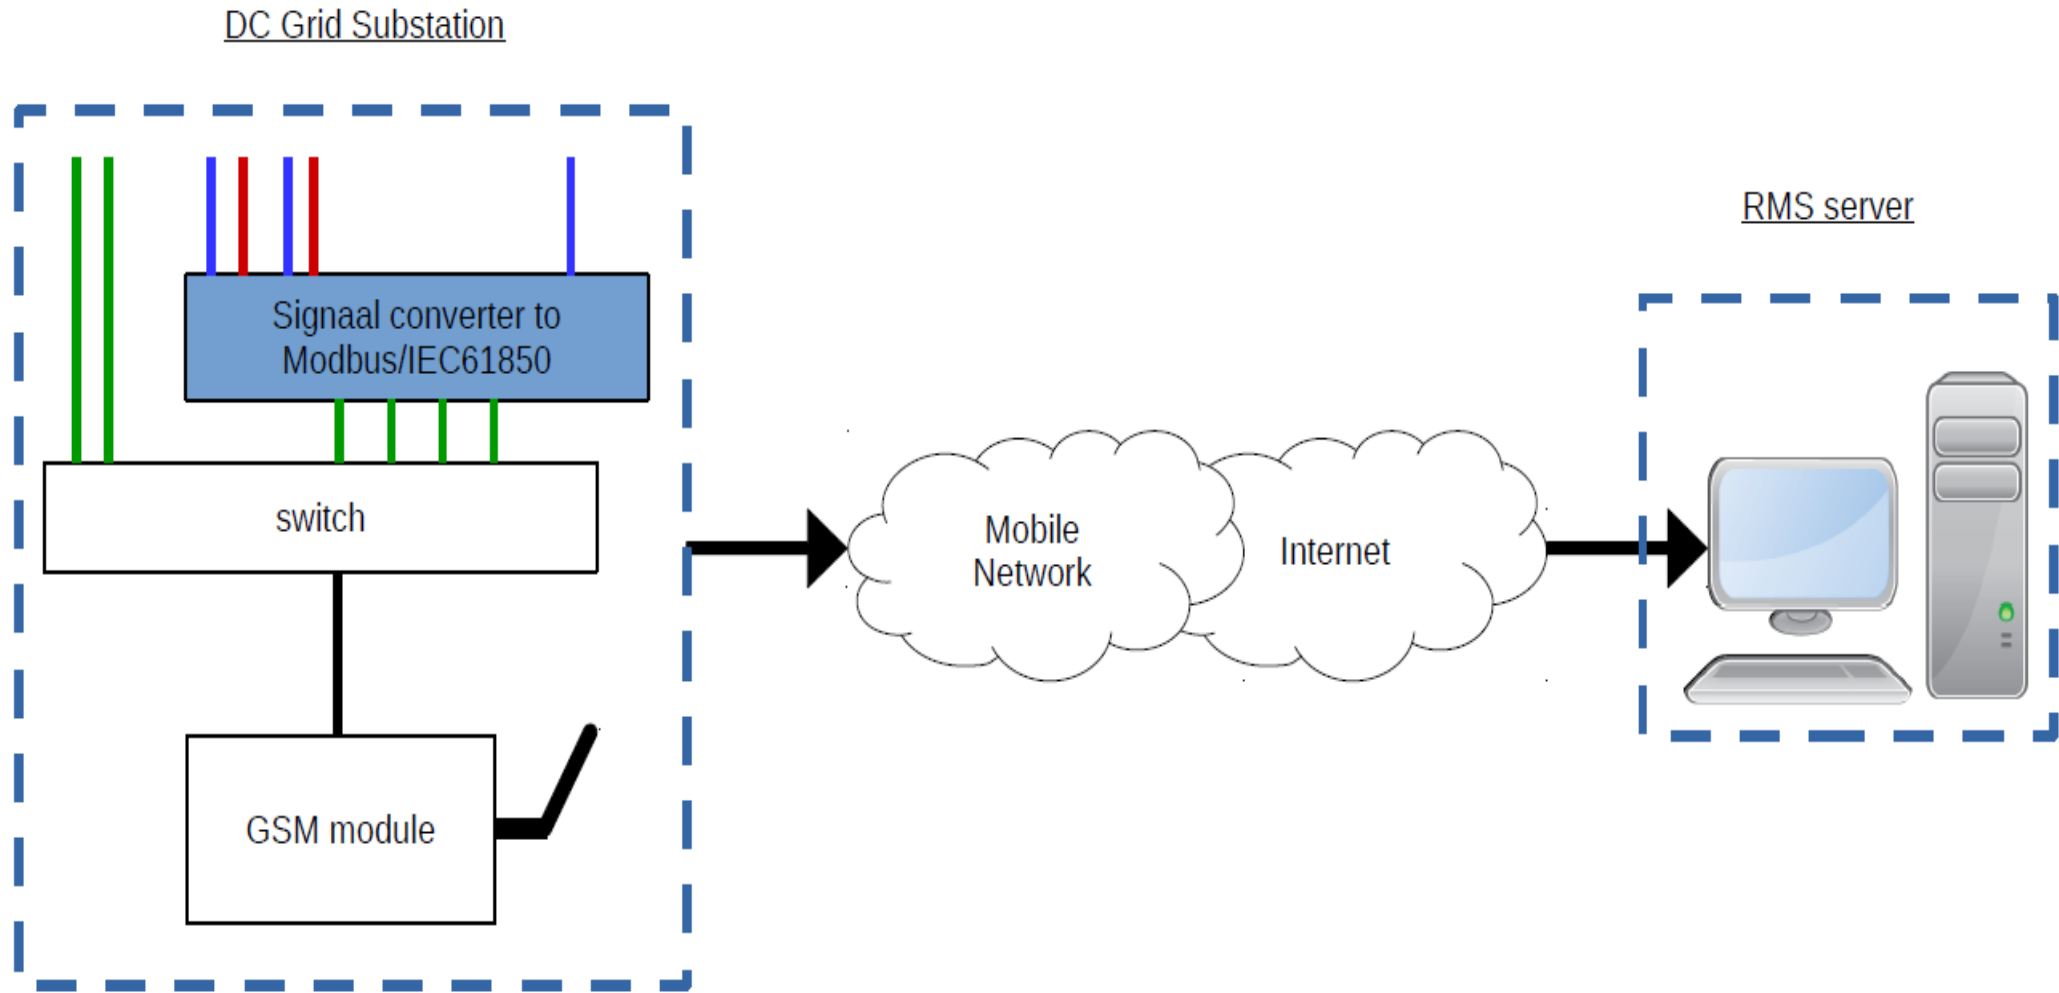 DC Grid Substation
RMS server
Signaal converter to
Modbus/IEC61850
switch
Mobile
Network
Internet
GSM module